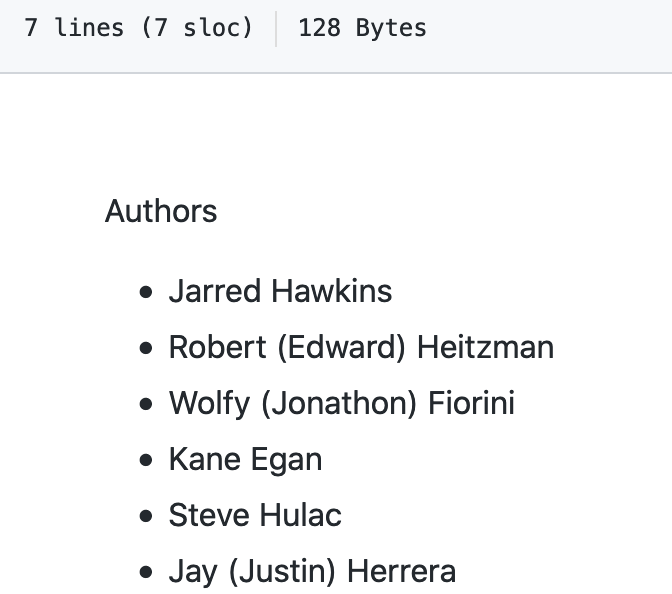 7 lines (7 sloc) 128 Bytes
Authors
Jarred Hawkins
Robert (Edward) Heitzman
Wolfy (Jonathon) Fiorini
Kane Egan
Steve Hulac
Jay (Justin) Herrera